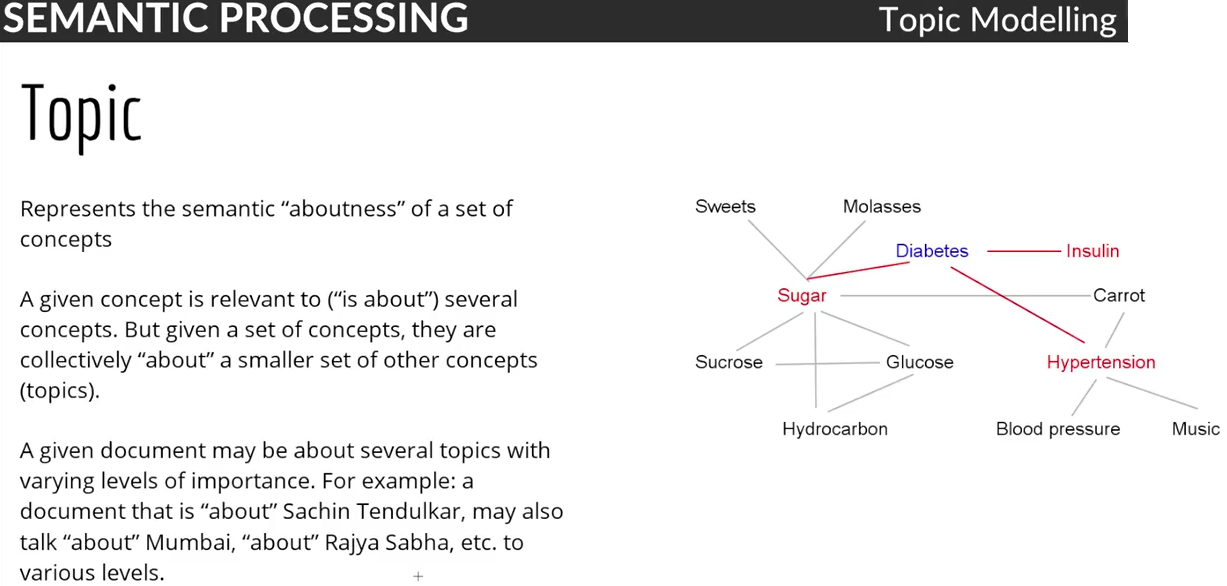 SEMANTIC PROCESSING
Topic Modelling
Topic
Represents the semantic “aboutness” of a set of
concepts
A given concept is relevant to (“is about”) several
concepts. But given a set of concepts, they are
collectively “about” a smaller set of other concepts
(topics).
A given document may be about several topics with
varying levels of importance. For example: a
document that is “about” Sachin Tendulkar, may also
talk “about” Mumbai, “about” Rajya Sabha, etc. to
various levels.
Sweets
Molasses
Diabetes
Insulin
Sugar
Carrot
Sucrose
Glucose
Hypertension
Hydrocarbon
Blood pressure
Music